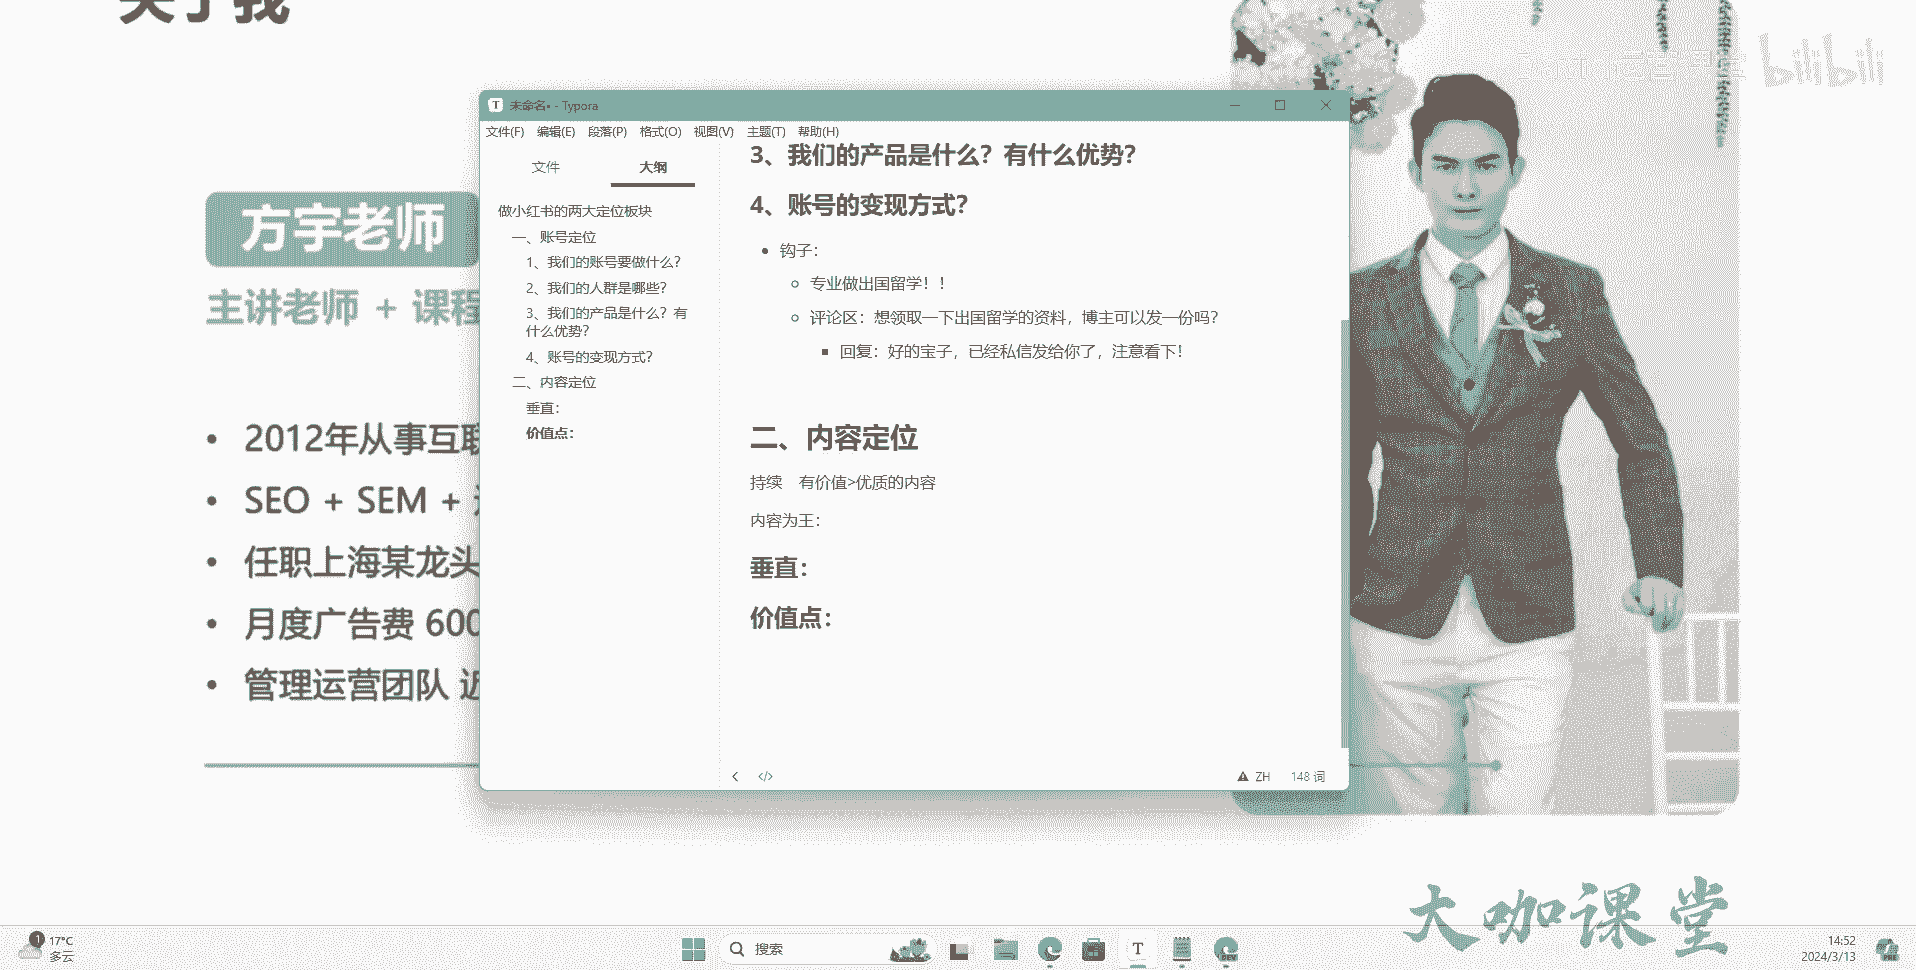 关于我
bilibili
方宇老师
主讲老师 + 课程
2012年从事互联
SEO + SEM +
任职上海某龙头
月度广告费 600
管理运营团队 近
未命名• - Typora
文件(F) 编辑(E) 段落(P) 格式(O) 视图(V) 主题(T) 帮助(H)
文件 大纲
做小红书的两大定位板块
一、账号定位
1、我们的账号要做什么?
2、我们的人群是哪些?
3、我们的产品是什么?有
什么优势?
4、账号的变现方式?
二、内容定位
垂直:
价值点:
3、我们的产品是什么?有什么优势?
4、账号的变现方式?
钩子:
专业做出国留学!!
评论区:想领取一下出国留学的资料,博主可以发一份吗?
回复:好的宝子,已经私信发给你了,注意看下!
二、内容定位
持续 有价值>优质的内容
内容为王:
垂直:
价值点:
</> ZH 148 词
大咖课堂
1 17°C
多云
搜索
T
DEV
14:52
2024/3/13
PRE